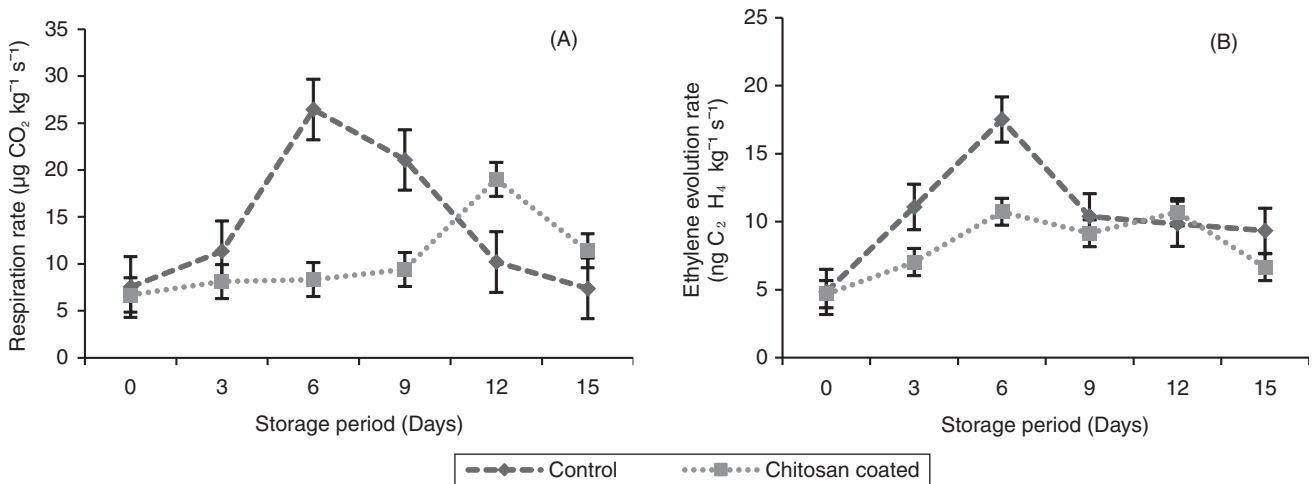 (A)
Respiration rate (µg CO₂ kg⁻¹ s⁻¹)
35
30
25
20
15
10
5
0
0 3 6 9 12 15
Storage period (Days)
(B)
Ethylene evolution rate
(ng C₂ H₄ kg⁻¹ s⁻¹)
25
20
15
10
5
0
0 3 6 9 12 15
Storage period (Days)
Control Chitosan coated